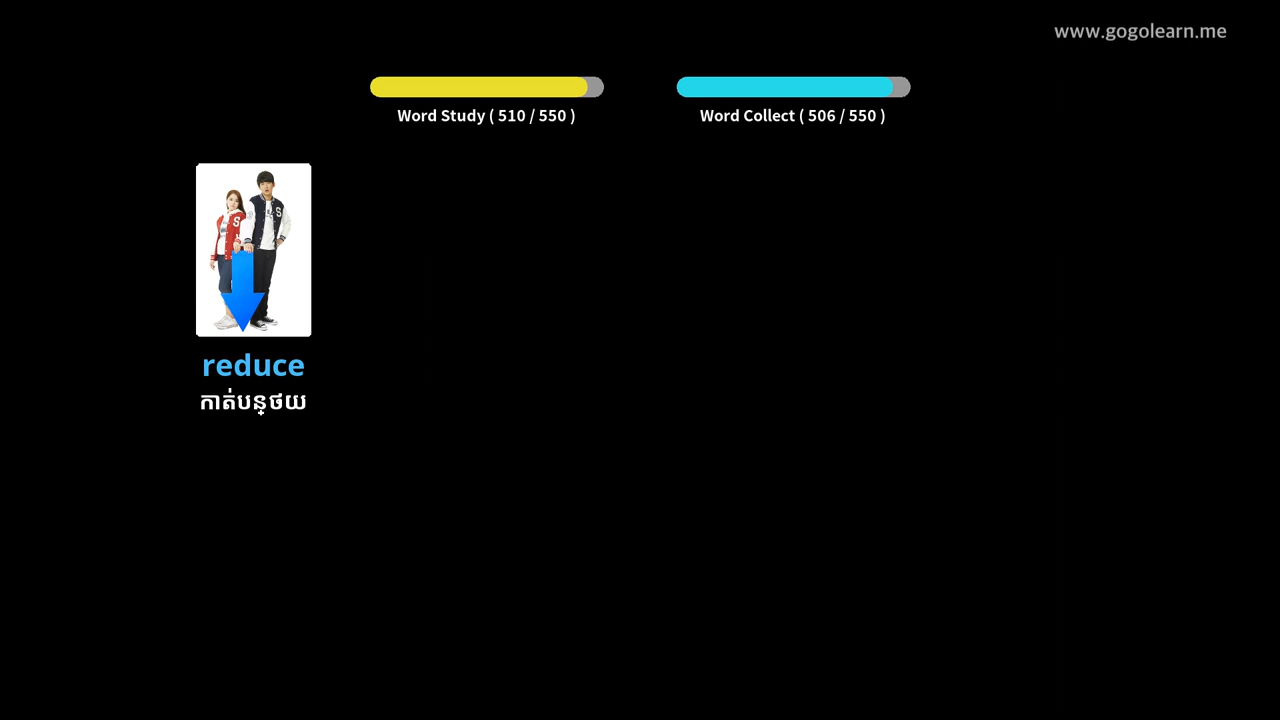 www.gogolearn.me
Word Study ( 510 / 550 )
Word Collect ( 506 / 550 )
S
S
reduce
កាត់បន្ថយ